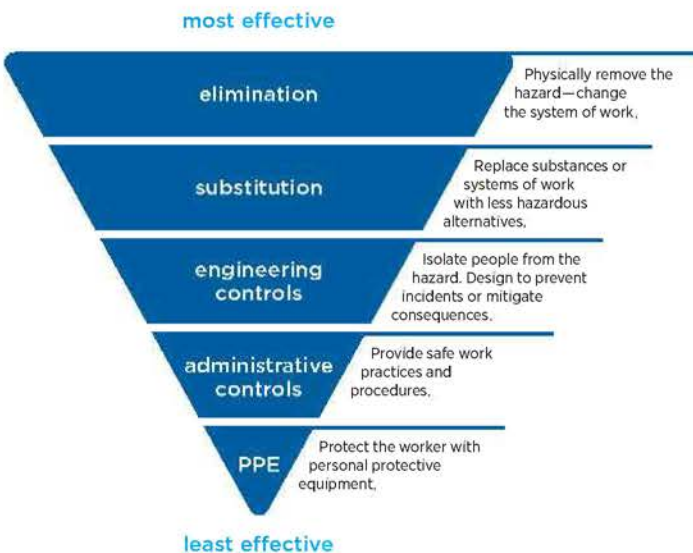 most effective
elimination
Physically remove the
hazard—change
the system of work.
substitution
Replace substances or
systems of work
with less hazardous
alternatives.
engineering
controls
Isolate people from the
hazard. Design to prevent
incidents or mitigate
consequences.
administrative
controls
Provide safe work
practices and
procedures.
PPE
Protect the worker with
personal protective
equipment.
least effective